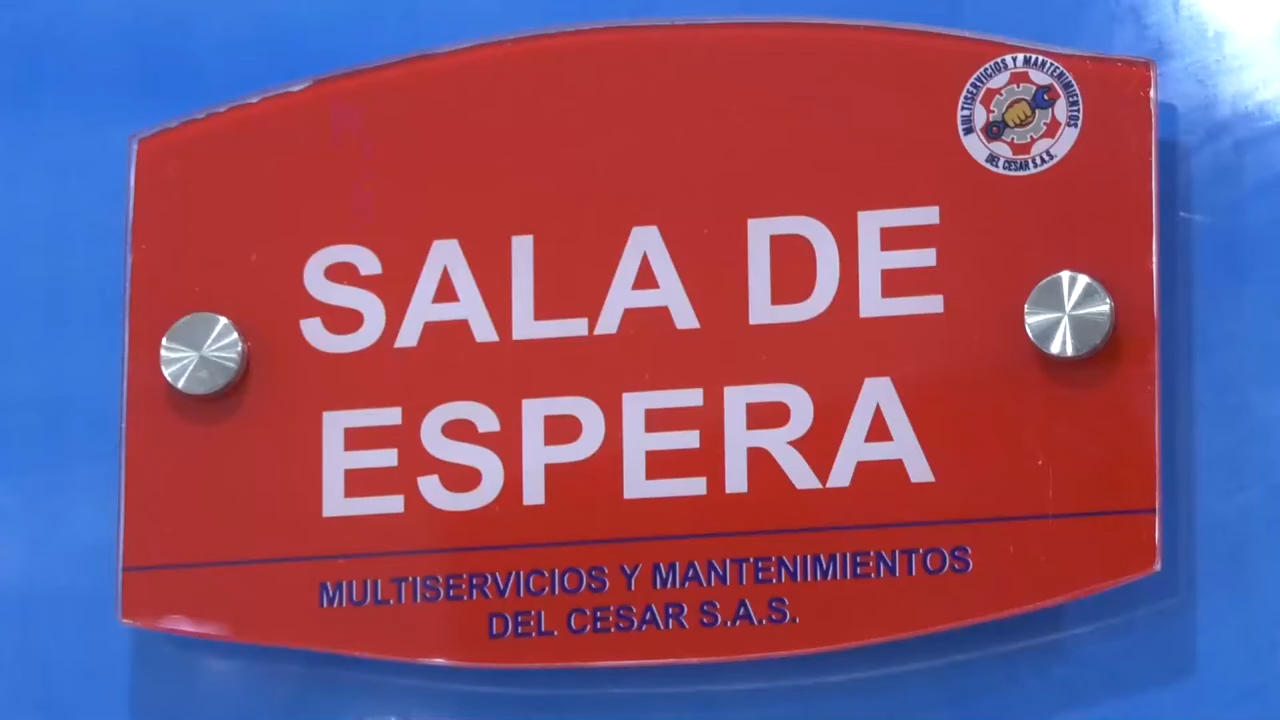 MULTISERVICIOS Y MANTENIMIENTOS
DEL CESAR S.A.S.
SALA DE
ESPERA
MULTISERVICIOS Y MANTENIMIENTOS
DEL CESAR S.A.S.